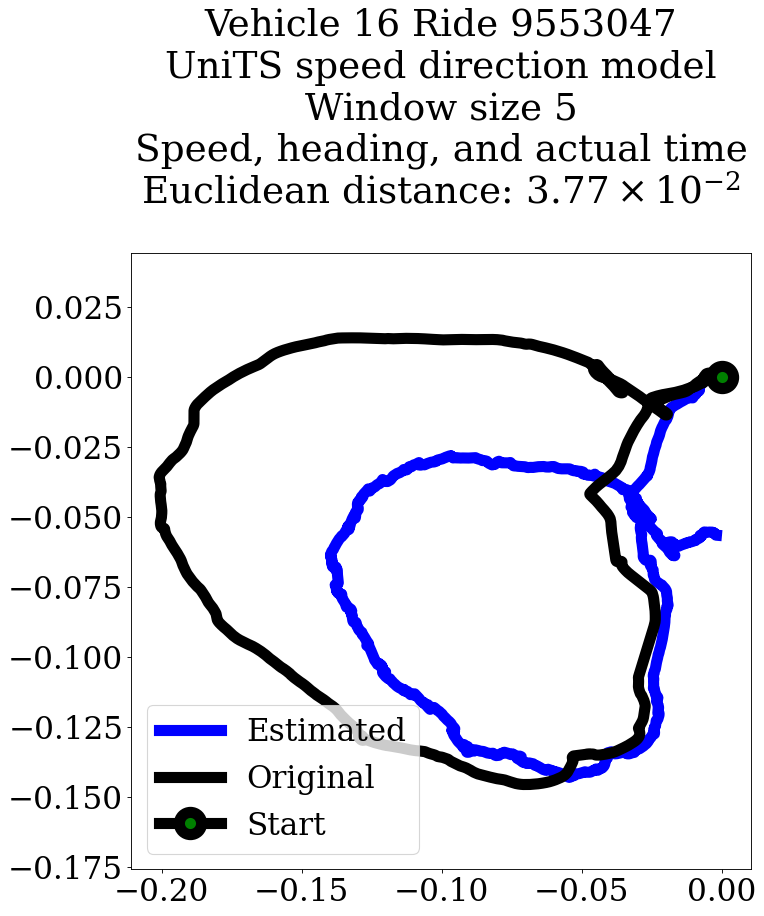 Vehicle 16 Ride 9553047
UniTS speed direction model
Window size 5
Speed, heading, and actual time
Euclidean distance: 3.77 × 10⁻²
0.025
0.000
−0.025
−0.050
−0.075
−0.100
−0.125
−0.150
−0.175
Estimated
Original
Start
−0.20 −0.15 −0.10 −0.05 0.00